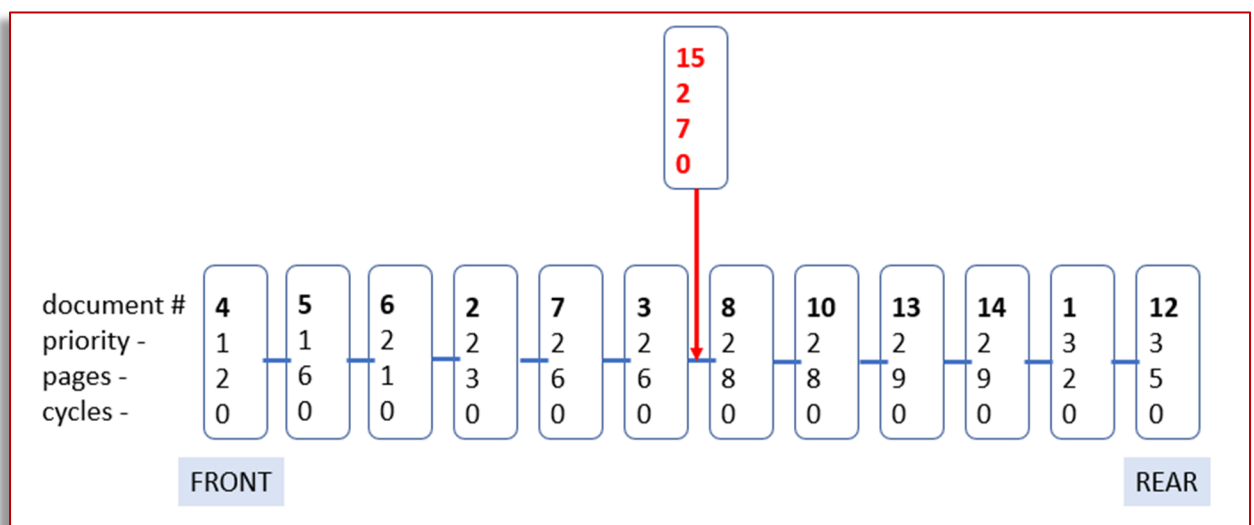 15
2
7
0
document # 4 5 6 2 7 3 8 10 13 14 1 12
priority - 1 1 2 2 2 2 2 2 2 2 3 3
pages - 2 6 1 3 6 6 8 8 9 9 2 5
cycles - 0 0 0 0 0 0 0 0 0 0 0 0
FRONT REAR